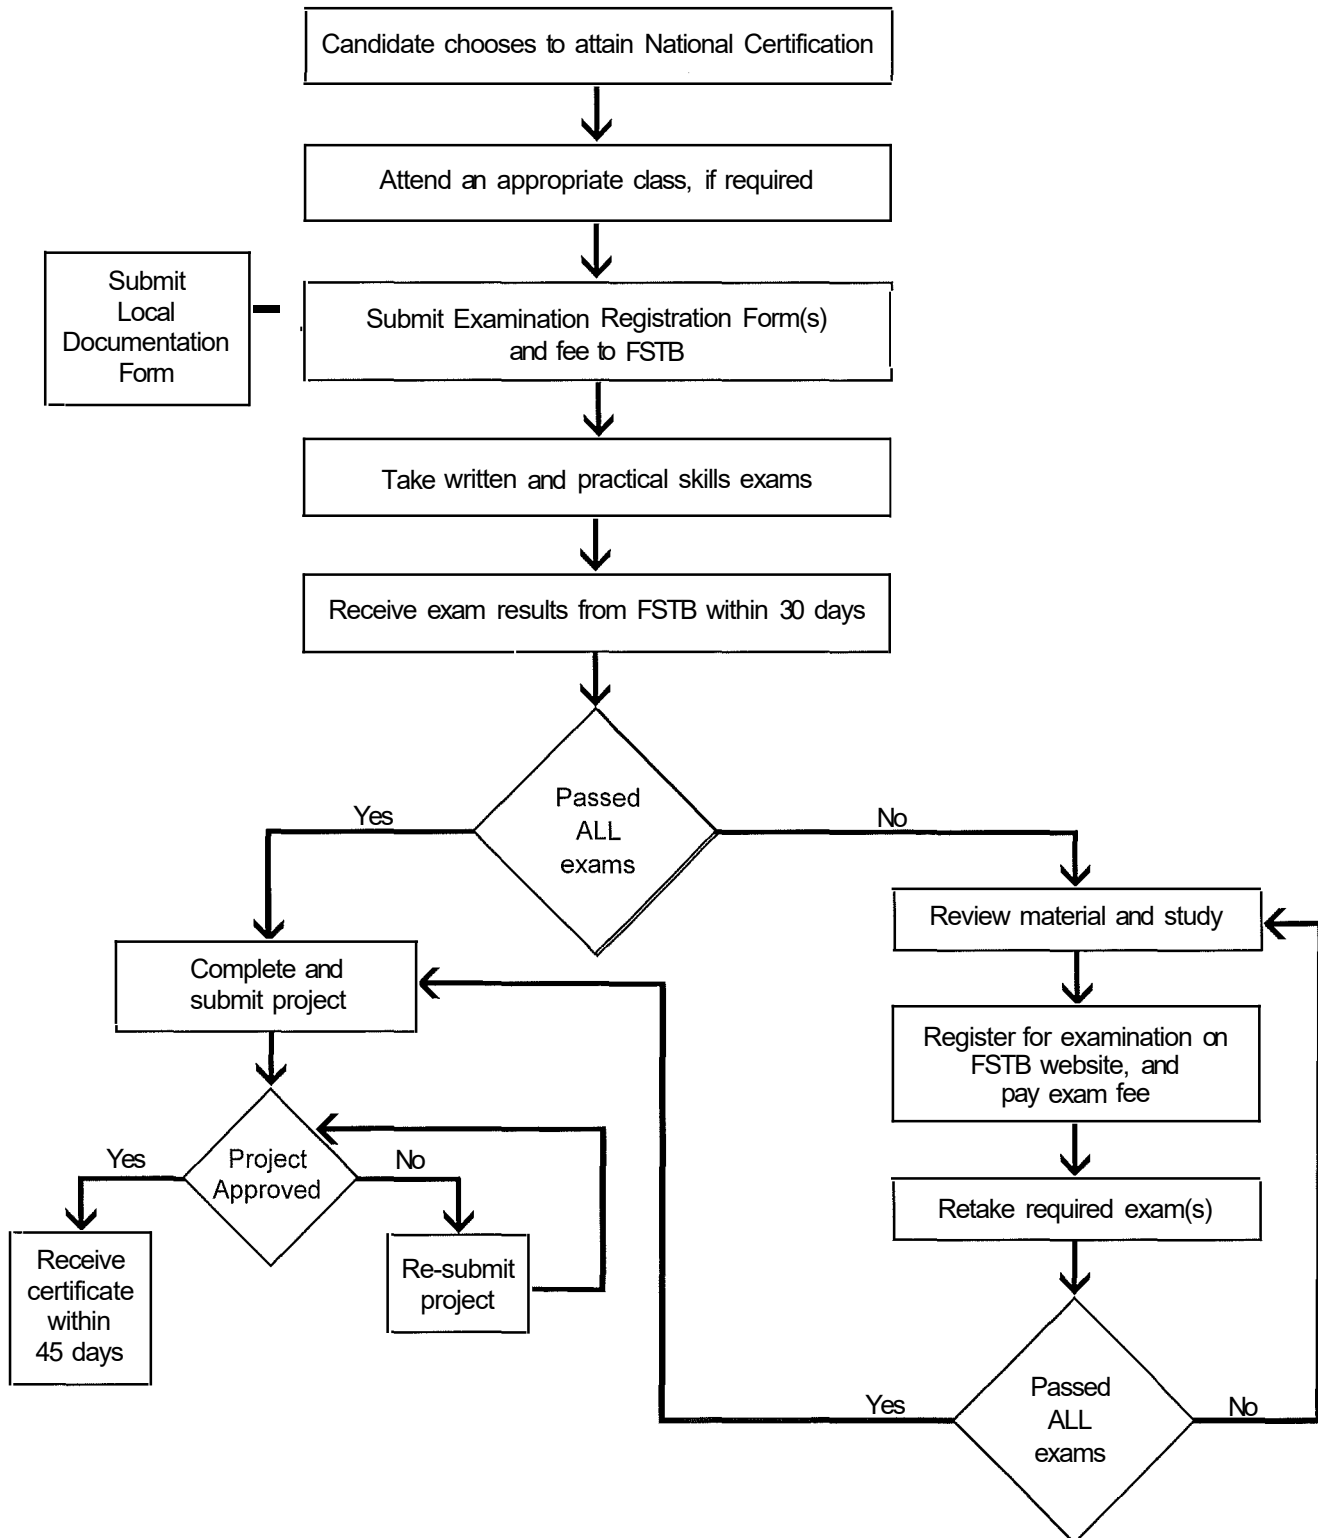 Candidate chooses to attain National Certification
Attend an appropriate class, if required
Submit
Local
Documentation
Form
Submit Examination Registration Form(s)
and fee to FSTB
Take written and practical skills exams
Receive exam results from FSTB within 30 days
Passed
ALL
exams
Yes
No
Complete and
submit project
Review material and study
Register for examination on
FSTB website, and
pay exam fee
Project
Approved
Yes
No
Receive
certificate
within
45 days
Re-submit
project
Retake required exam(s)
Passed
ALL
exams
Yes
No